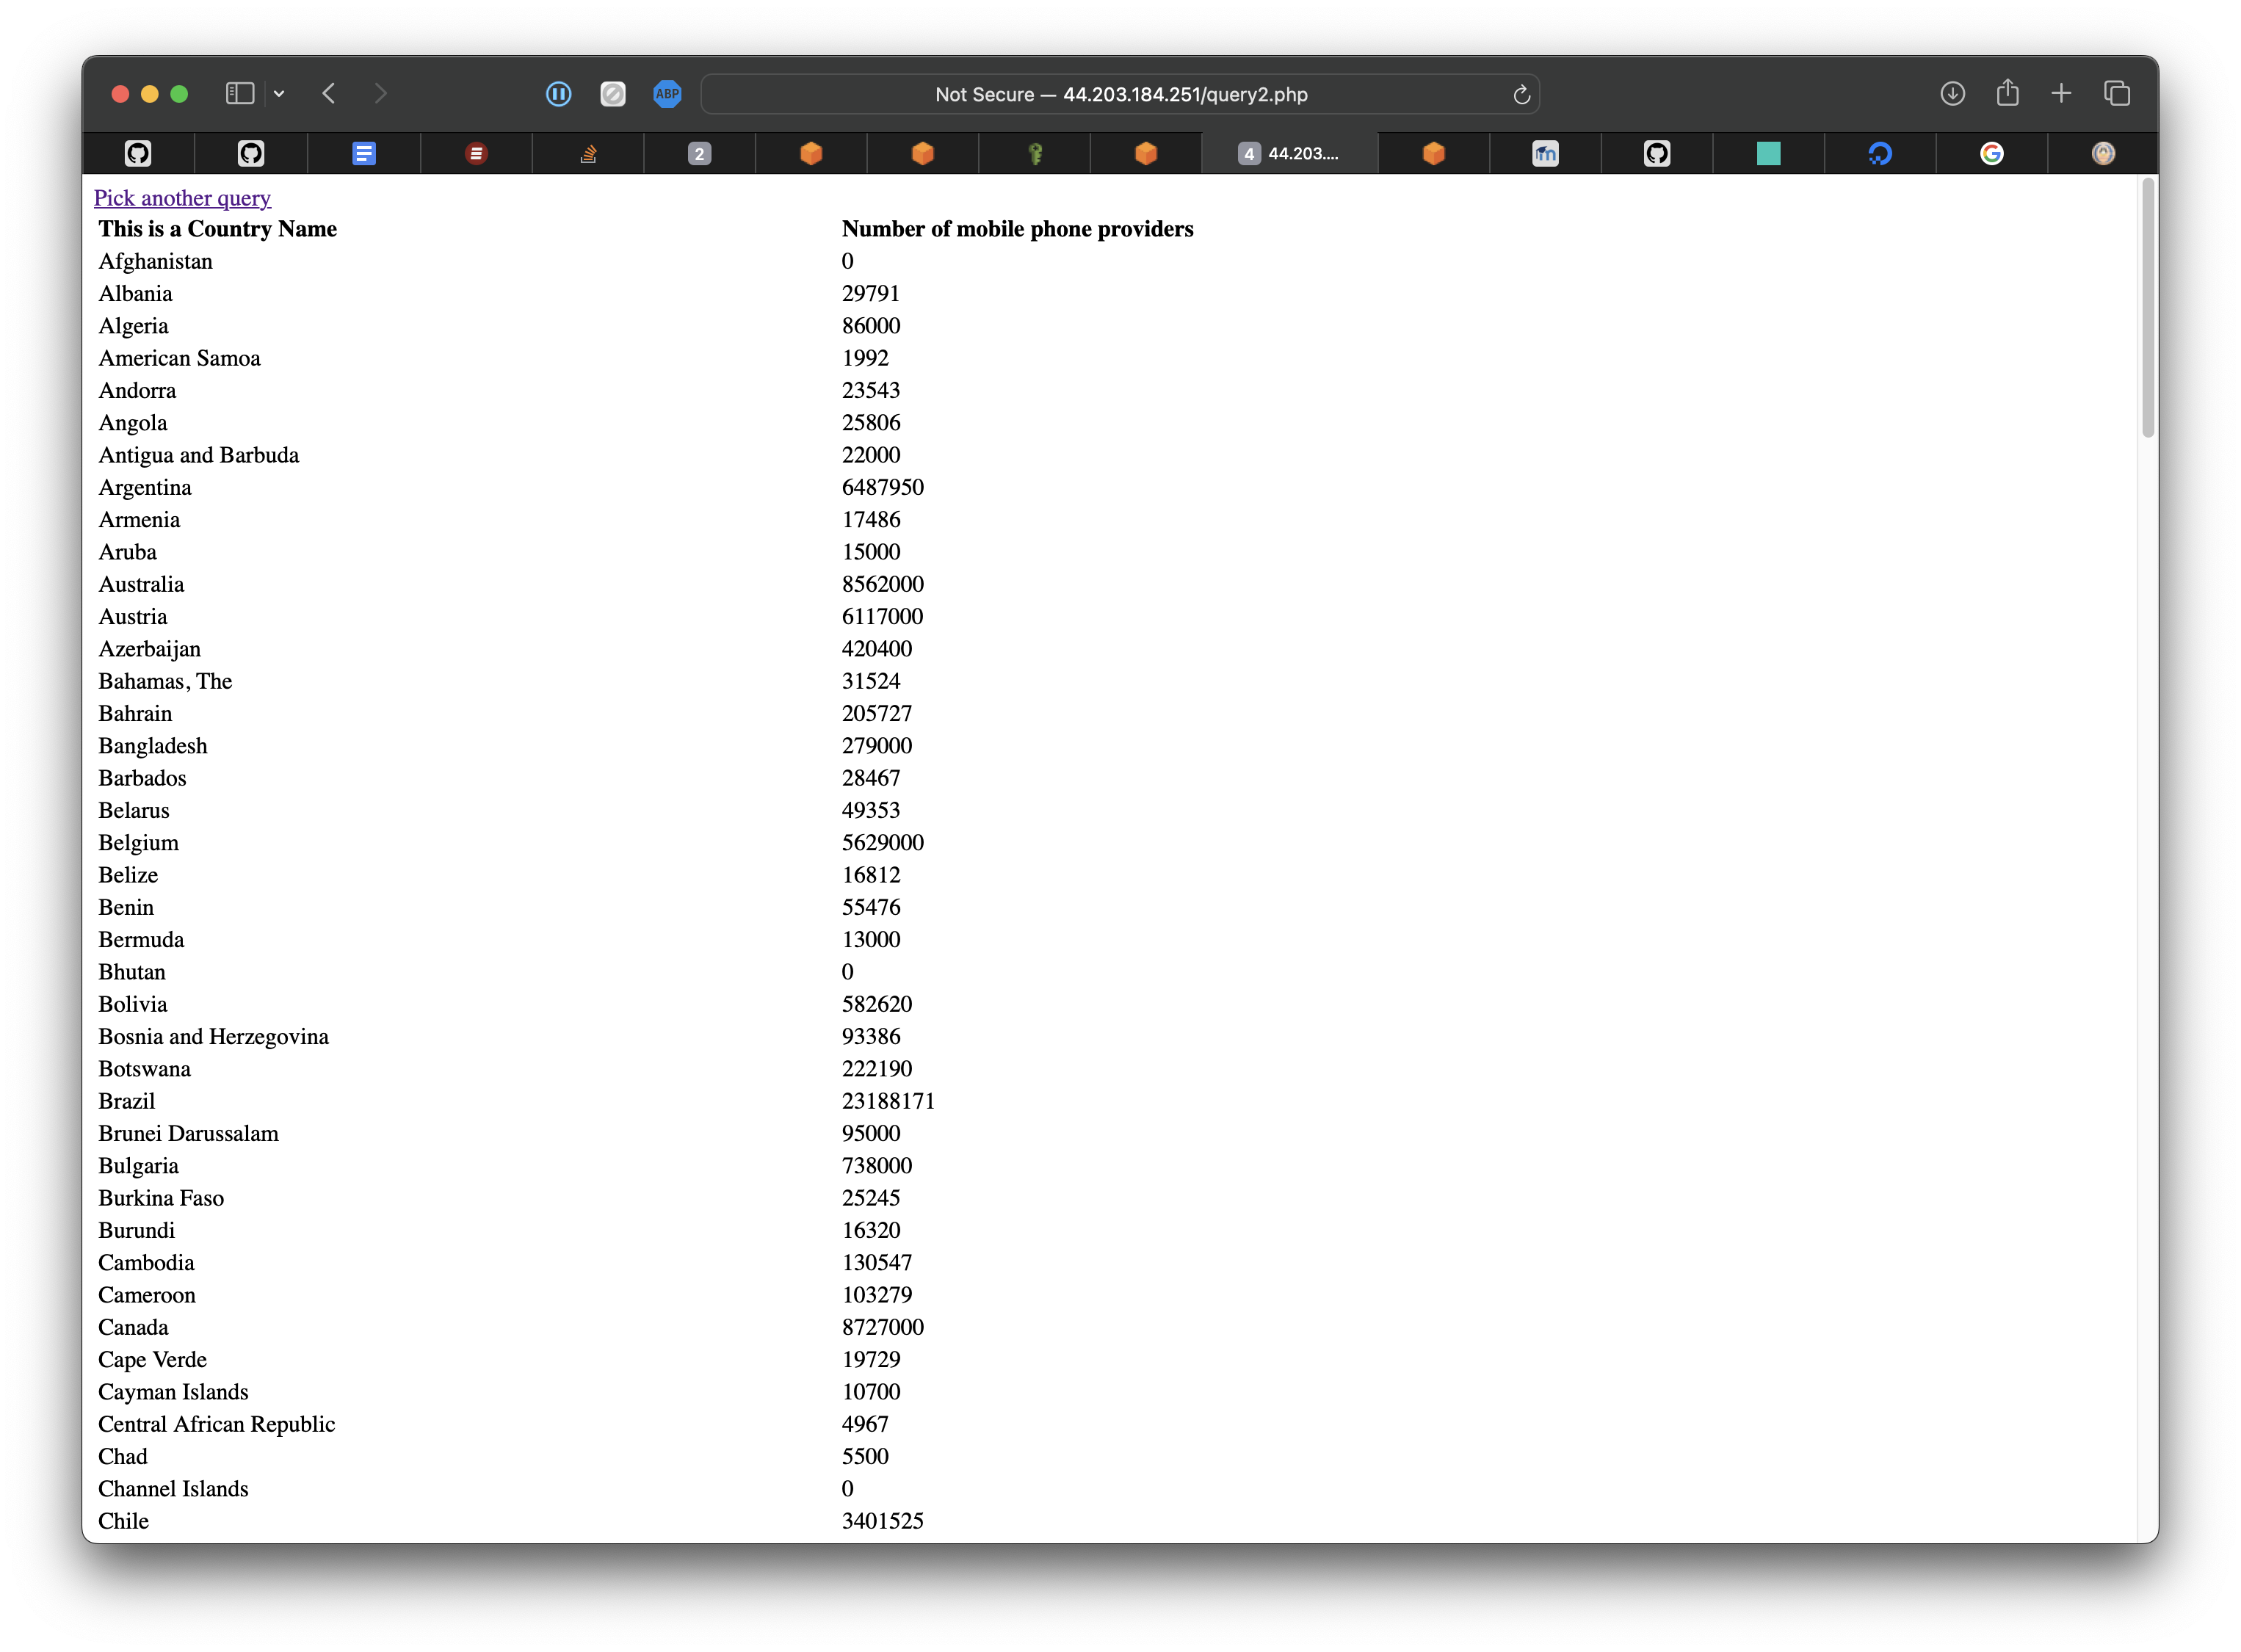 ABP
Not Secure — 44.203.184.251/query2.php
2
4 44.203....
Pick another query
This is a Country Name Number of mobile phone providers
Afghanistan 0
Albania 29791
Algeria 86000
American Samoa 1992
Andorra 23543
Angola 25806
Antigua and Barbuda 22000
Argentina 6487950
Armenia 17486
Aruba 15000
Australia 8562000
Austria 6117000
Azerbaijan 420400
Bahamas, The 31524
Bahrain 205727
Bangladesh 279000
Barbados 28467
Belarus 49353
Belgium 5629000
Belize 16812
Benin 55476
Bermuda 13000
Bhutan 0
Bolivia 582620
Bosnia and Herzegovina 93386
Botswana 222190
Brazil 23188171
Brunei Darussalam 95000
Bulgaria 738000
Burkina Faso 25245
Burundi 16320
Cambodia 130547
Cameroon 103279
Canada 8727000
Cape Verde 19729
Cayman Islands 10700
Central African Republic 4967
Chad 5500
Channel Islands 0
Chile 3401525